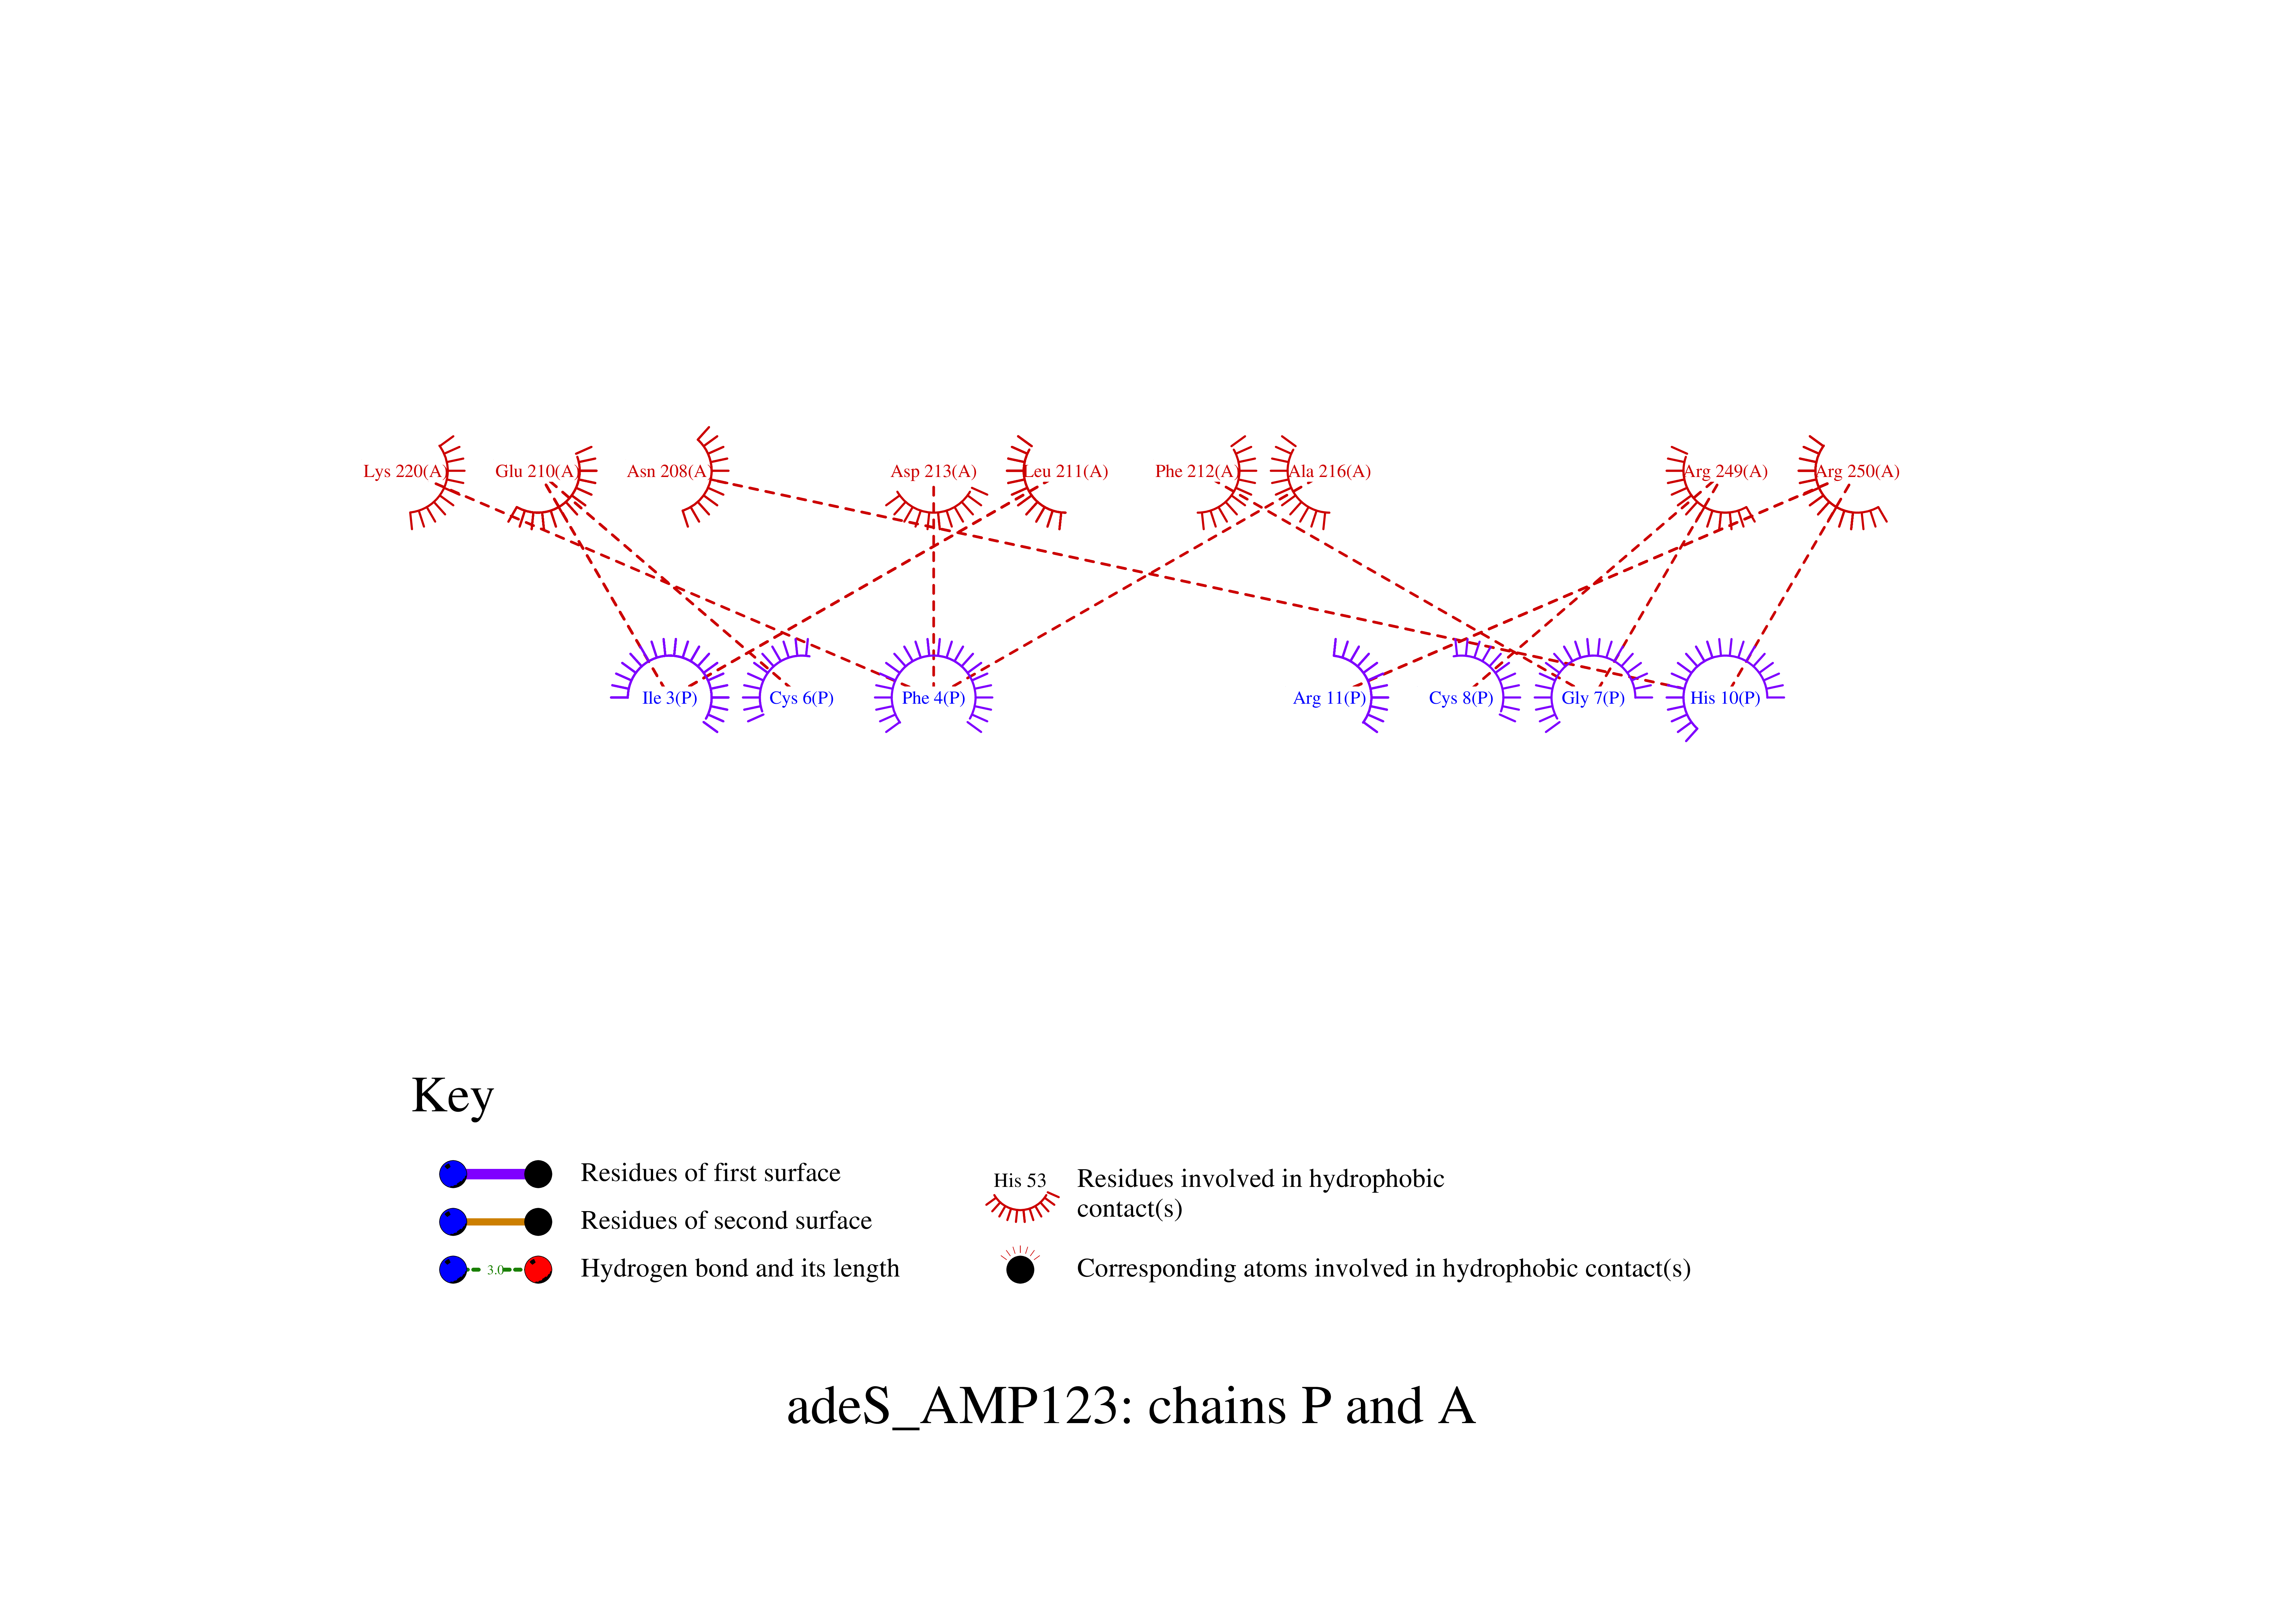 Lys 220(A) Glu 210(A) Asn 208(A) Asp 213(A) Leu 211(A) Phe 212(A) Ala 216(A) Arg 249(A) Arg 250(A)
Ile 3(P) Cys 6(P) Phe 4(P) Arg 11(P) Cys 8(P) Gly 7(P) His 10(P)
Key
Residues of first surface
Residues of second surface
3.0 Hydrogen bond and its length
His 53 Residues involved in hydrophobic
contact(s)
Corresponding atoms involved in hydrophobic contact(s)
adeS_AMP123: chains P and A